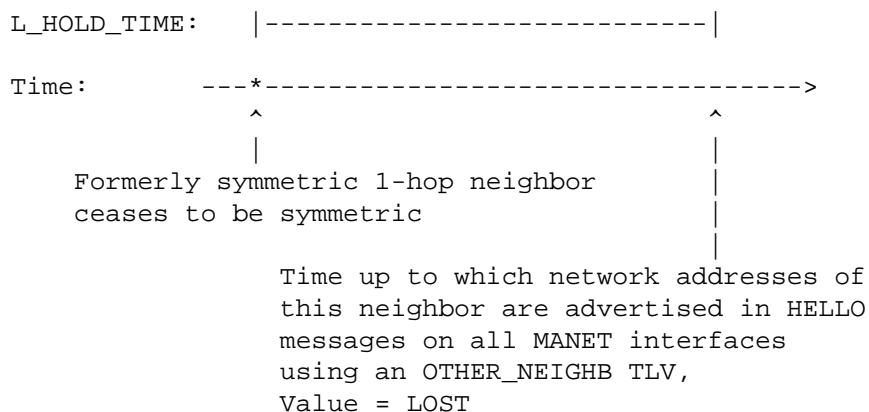 L_HOLD_TIME:   |----------------------------|
Time:       ---*---------------------------------->
^                            ^
|                            |
Formerly symmetric 1-hop neighbor       |
ceases to be symmetric                  |
|
Time up to which network addresses of
this neighbor are advertised in HELLO
messages on all MANET interfaces
using an OTHER_NEIGHB TLV,
Value = LOST